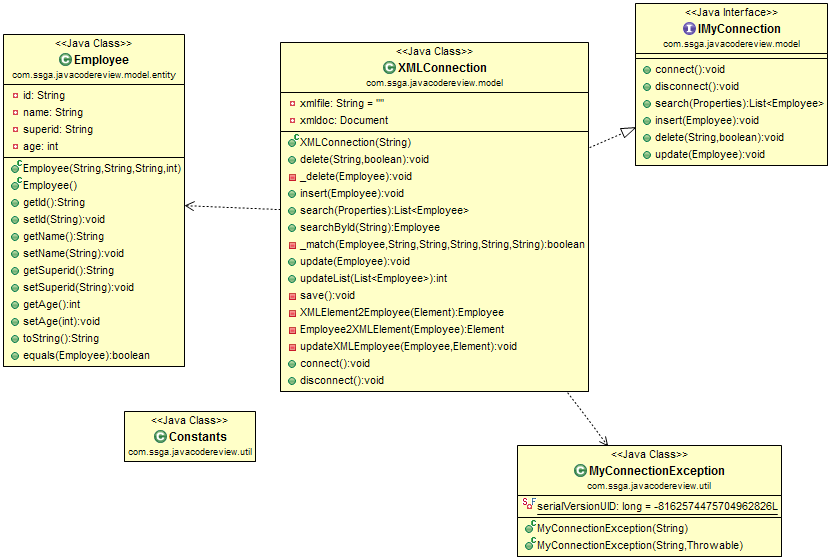 <<Java Class>>
Employee
com.ssga.javacodereview.model.entity
id: String
name: String
superid: String
age: int
Employee(String,String,String,int)
Employee()
getId():String
setId(String):void
getName():String
setName(String):void
getSuperid():String
setSuperid(String):void
getAge():int
setAge(int):void
toString():String
equals(Employee):boolean
<<Java Class>>
XMLConnection
com.ssga.javacodereview.model
xmlfile: String = ""
xmldoc: Document
XMLConnection(String)
delete(String,boolean):void
_delete(Employee):void
insert(Employee):void
search(Properties):List<Employee>
searchById(String):Employee
_match(Employee,String,String,String,String,String):boolean
update(Employee):void
updateList(List<Employee>):int
save():void
XMLElement2Employee(Element):Employee
Employee2XMLElement(Employee):Element
updateXMLEmployee(Employee,Element):void
connect():void
disconnect():void
<<Java Interface>>
IMyConnection
com.ssga.javacodereview.model
connect():void
disconnect():void
search(Properties):List<Employee>
insert(Employee):void
delete(String,boolean):void
update(Employee):void
<<Java Class>>
Constants
com.ssga.javacodereview.util
<<Java Class>>
MyConnectionException
com.ssga.javacodereview.util
serialVersionUID: long = -8162574475704962826L
MyConnectionException(String)
MyConnectionException(String,Throwable)